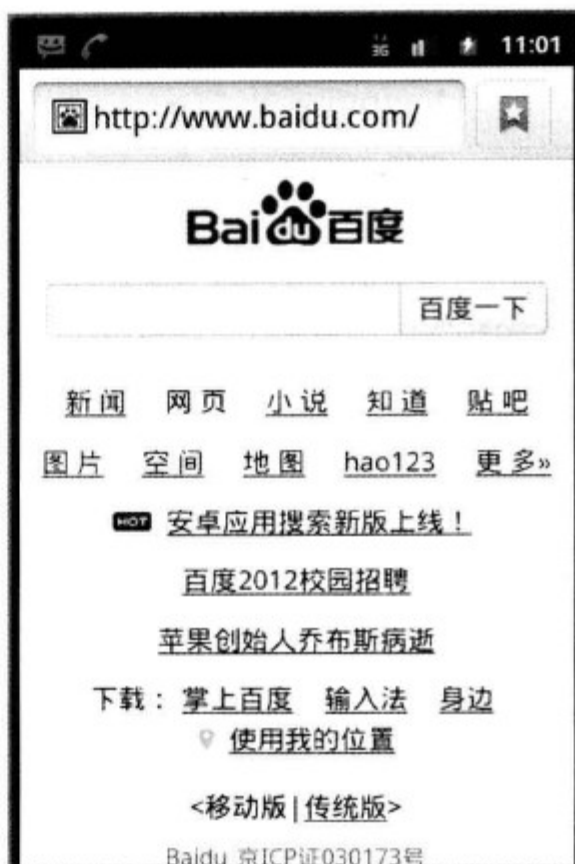 3G 11:01
http://www.baidu.com/
Bai du 百度
百度一下
新闻 网页 小说 知道 贴吧
图片 空间 地图 hao123 更多»
HOT 安卓应用搜索新版上线！
百度2012校园招聘
苹果创始人乔布斯病逝
下载： 掌上百度 输入法 身边
使用我的位置
<移动版|传统版>
Baidu 京ICP证030173号